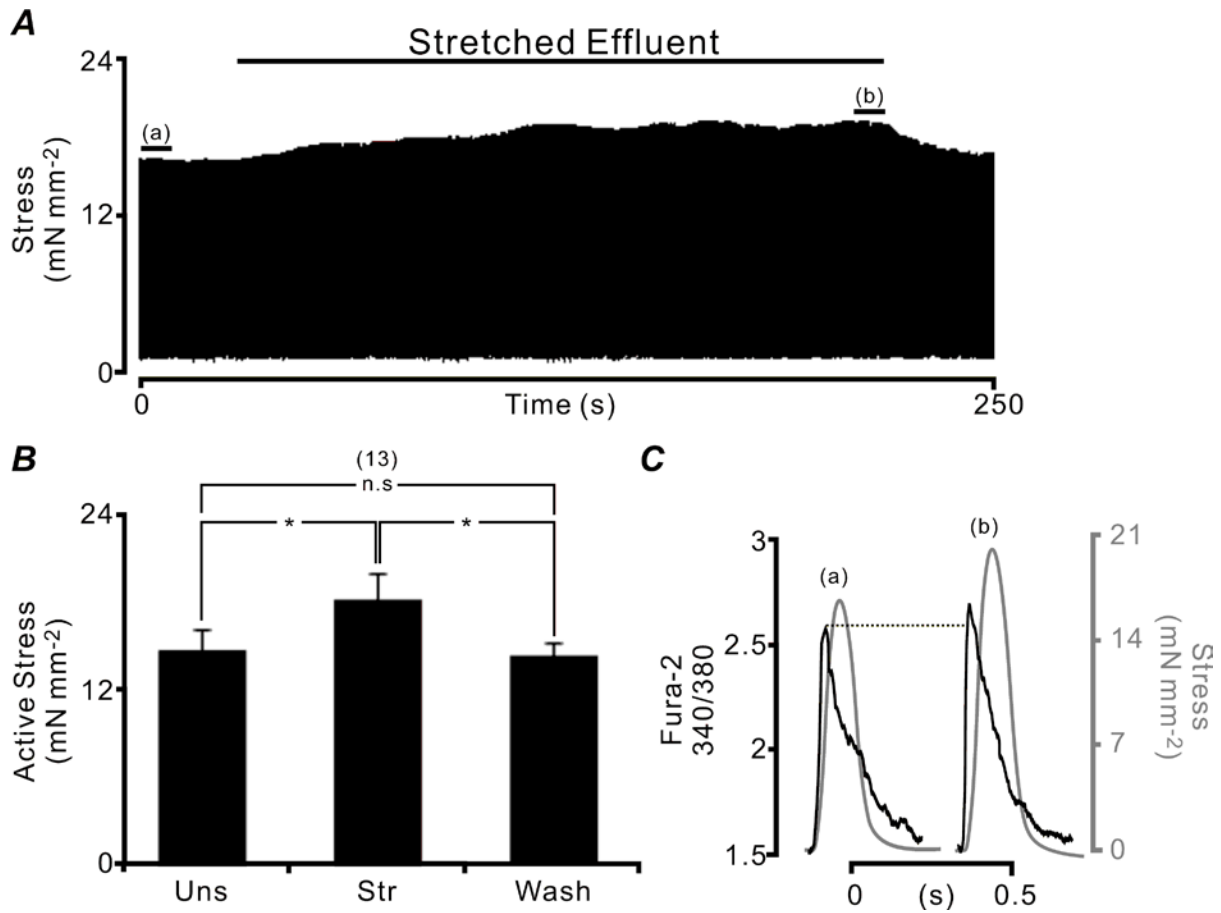 A
Stretched Effluent
24
(b)
(a)
Stress
(mN mm-2)
12
0
0
Time (s)
250
B
(13)
n.s
*
*
24
Active Stress
(mN mm-2)
12
0
Uns
Str
Wash
C
(b)
3
21
(a)
2.5
14
Fura-2
340/380
Stress
(mN mm-2)
2
7
1.5
0
0
(s)
0.5